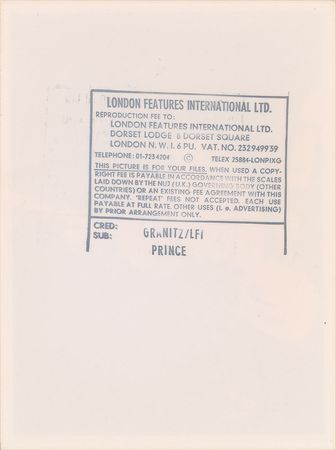 LONDON FEATURES INTERNATIONAL LTD.
REPRODUCTION FEE TO:
LONDON FEATURES INTERNATIONAL LTD.
DORSET LODGE 8 DORSET SQUARE
LONDON N.W.1. 6 PU. VAT. NO. 232949939
TELEPHONE: 01-723 4204 © TELEX 25884-LONPIXG
THIS PICTURE IS FOR YOUR FILES. WHEN USED A COPY-
RIGHT FEE IS PAYABLE IN ACCORDANCE WITH THE SCALES
LAID DOWN BY THE NUJ (U.K.) GOVERNING BODY (OTHER
COUNTRIES) OR AN EXISTING FEE AGREEMENT WITH THIS
COMPANY. 'REPEAT' FEES NOT ACCEPTED. EACH USE
PAYABLE AT FULL RATE. OTHER USES (I. e. ADVERTISING)
BY PRIOR ARRANGEMENT ONLY.
CRED: GRANITZ/LFI
SUB: PRINCE